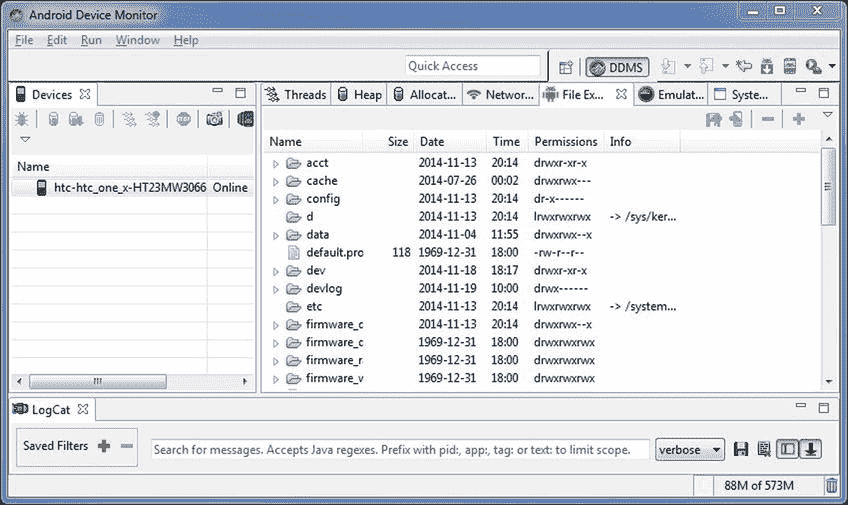 Android Device Monitor
File Edit Run Window Help
Quick Access
DDMS
Devices
Threads Heap Allocat... Networ... File Ex... Emulat... System...
Name
htc-htc_one_x-HT23MW3066 Online
Name Size Date Time Permissions Info
acct 2014-11-13 20:14 drwxr-xr-x
cache 2014-07-26 00:02 drwxrwx---
config 2014-11-13 20:14 dr-x------
d 2014-11-13 20:14 lrwxrwxrwx -> /sys/ker...
data 2014-11-04 11:55 drwxrwx--x
default.pro 118 1969-12-31 18:00 -rw-r--r--
dev 2014-11-18 18:17 drwxr-xr-x
devlog 2014-11-19 10:00 drwx------
etc 2014-11-13 20:14 lrwxrwxrwx -> /system...
firmware_c 2014-11-13 20:14 drwxrwx--x
firmware_c 1969-12-31 18:00 drwxrwxrwx
firmware_r 1969-12-31 18:00 drwxrwxrwx
firmware_v 1969-12-31 18:00 drwxrwxrwx
LogCat
Saved Filters
Search for messages. Accepts Java regexes. Prefix with pid:, app:, tag: or text: to limit scope.
verbose
88M of 573M